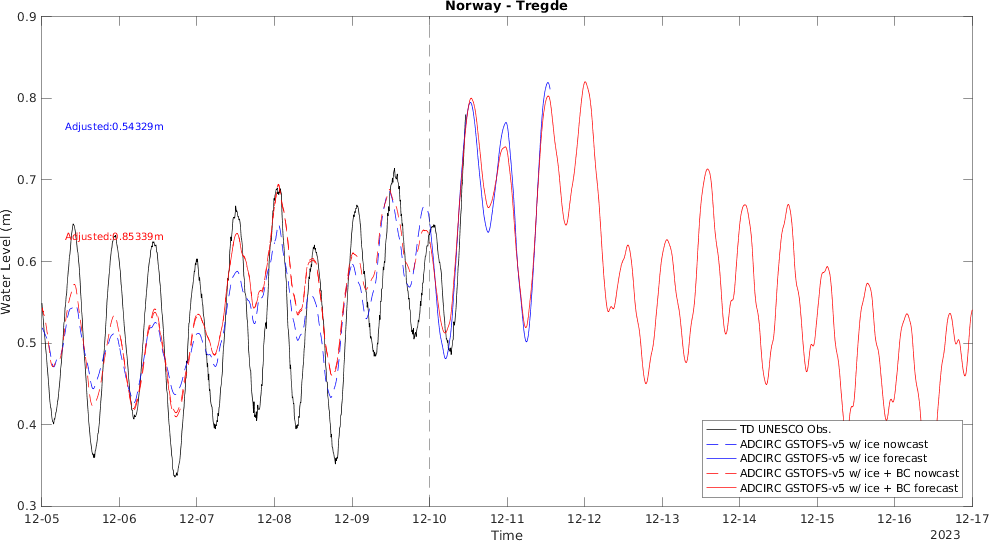 Norway - Tregde
0.9
0.8
0.7
0.6
0.5
0.4
0.3
Water Level (m)
Adjusted:0.54329m
Adjusted:0.85339m
TD UNESCO Obs.
ADCIRC GSTOFS-v5 w/ ice nowcast
ADCIRC GSTOFS-v5 w/ ice forecast
ADCIRC GSTOFS-v5 w/ ice + BC nowcast
ADCIRC GSTOFS-v5 w/ ice + BC forecast
12-05 12-06 12-07 12-08 12-09 12-10 12-11 12-12 12-13 12-14 12-15 12-16 12-17
Time
2023